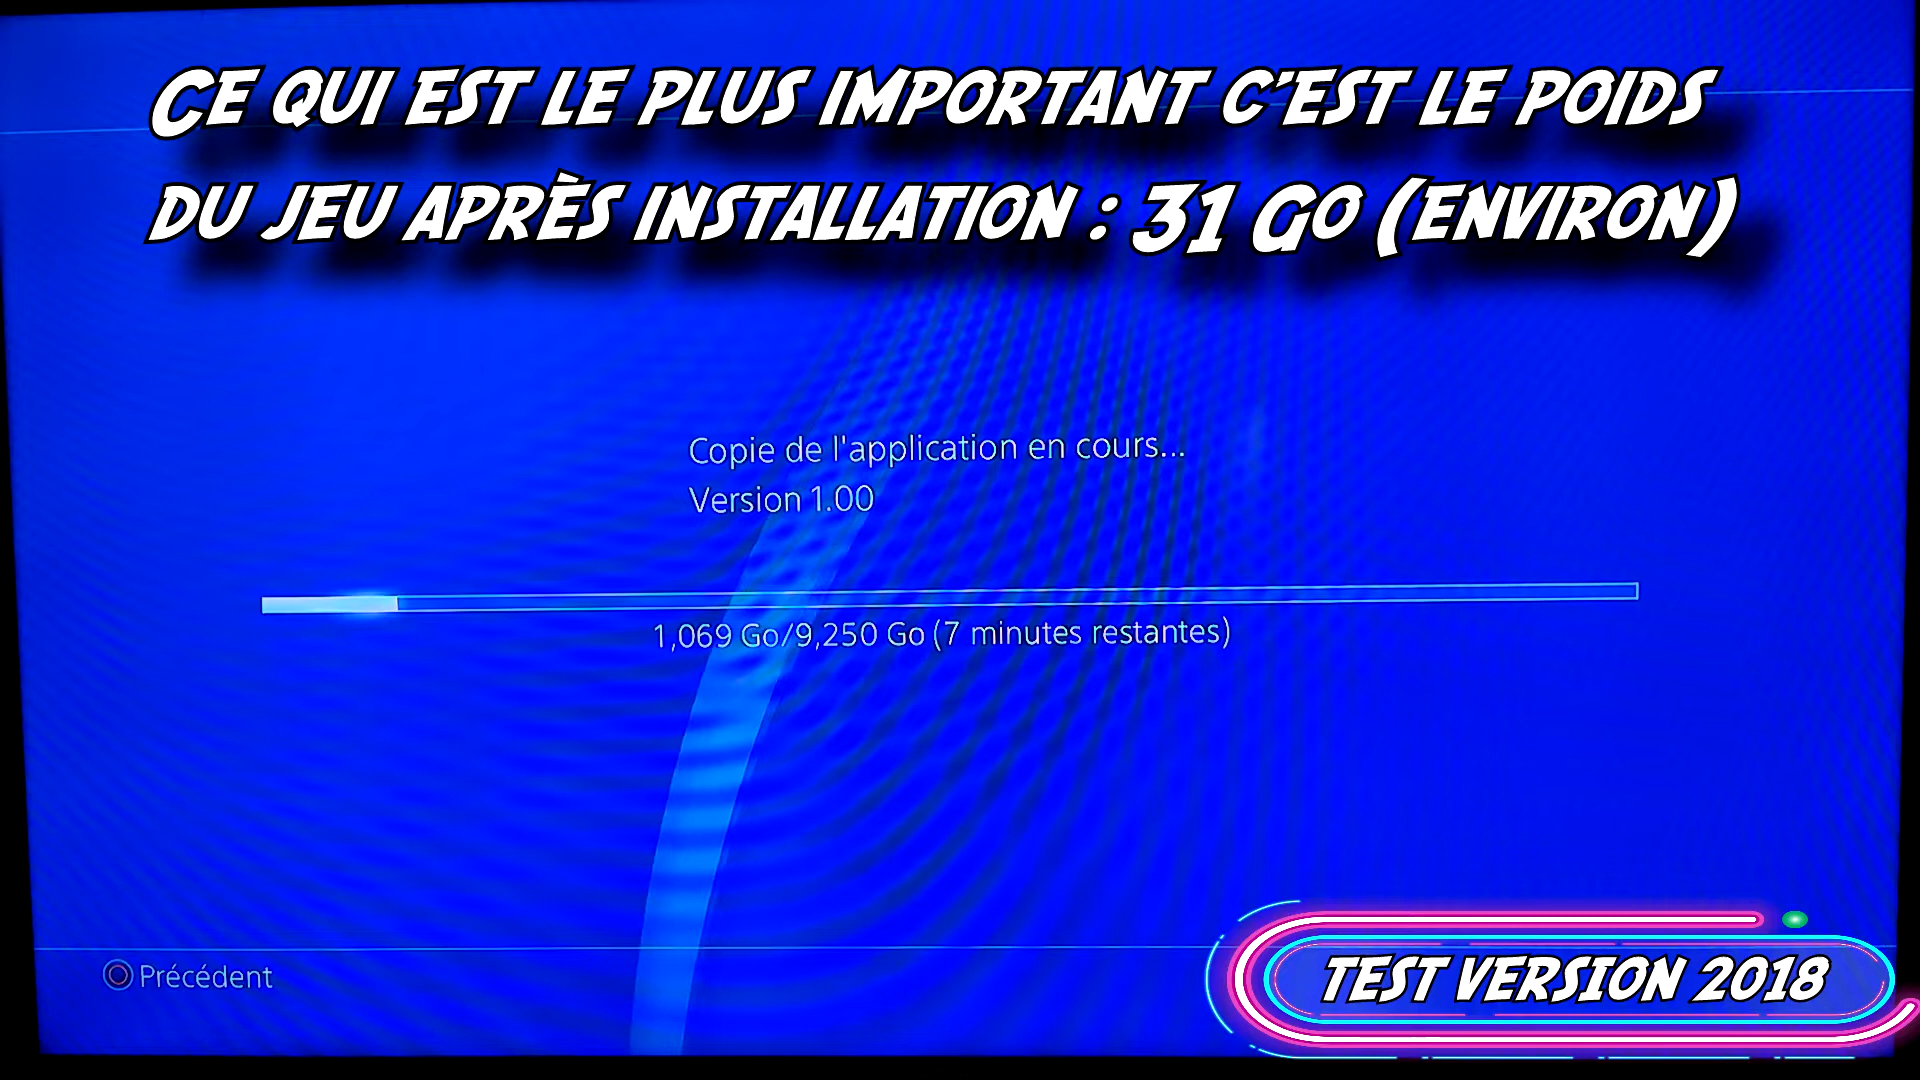 Ce qui est le plus important c'est le poids
du jeu après installation : 31 Go (environ)
Copie de l'application en cours...
Version 1.00
1,069 Go/9,250 Go (7 minutes restantes)
Précédent
TEST VERSION 2018